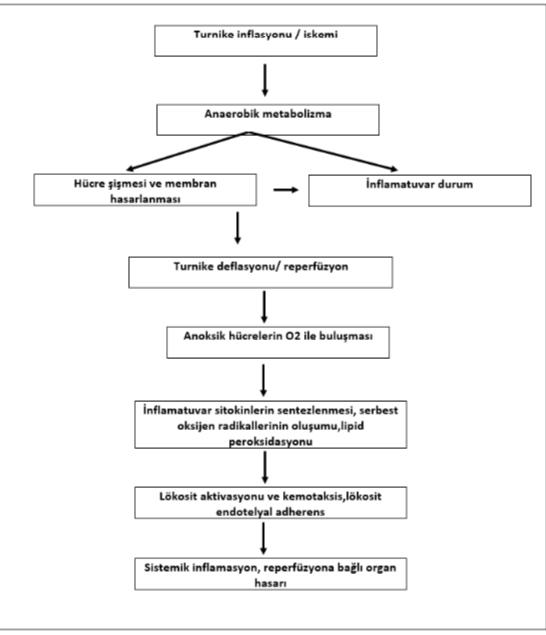 Turnike inflasyonu / iskemi
Anaerobik metabolizma
Hücre şişmesi ve membran
hasarlanması
İnflamatuvar durum
Turnike deflasyonu/ reperfüzyon
Anoksik hücrelerin O2 ile buluşması
İnflamatuvar sitokinlerin sentezlenmesi, serbest
oksijen radikallerinin oluşumu,lipid
peroksidasyonu
Lökosit aktivasyonu ve kemotaksis,lökosit
endotelyal adherens
Sistemik inflamasyon, reperfüzyona bağlı organ
hasarı